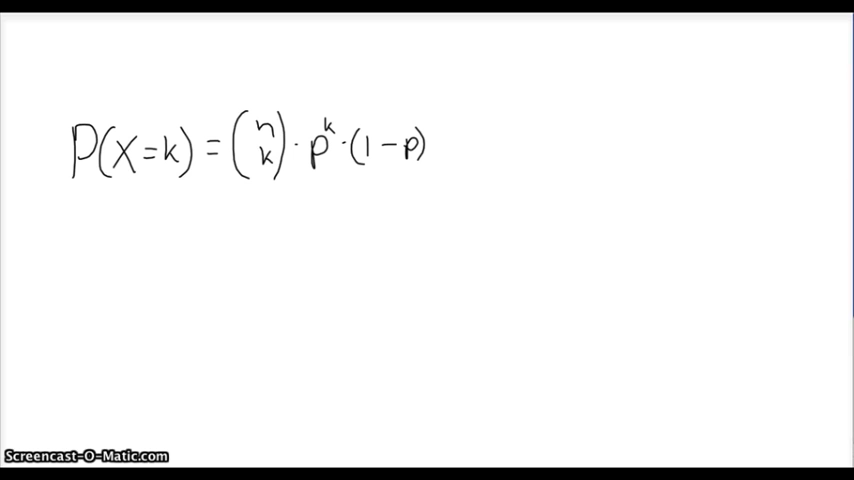 P(X=k) = (n k) · p^k · (1-p)
Screencast-O-Matic.com